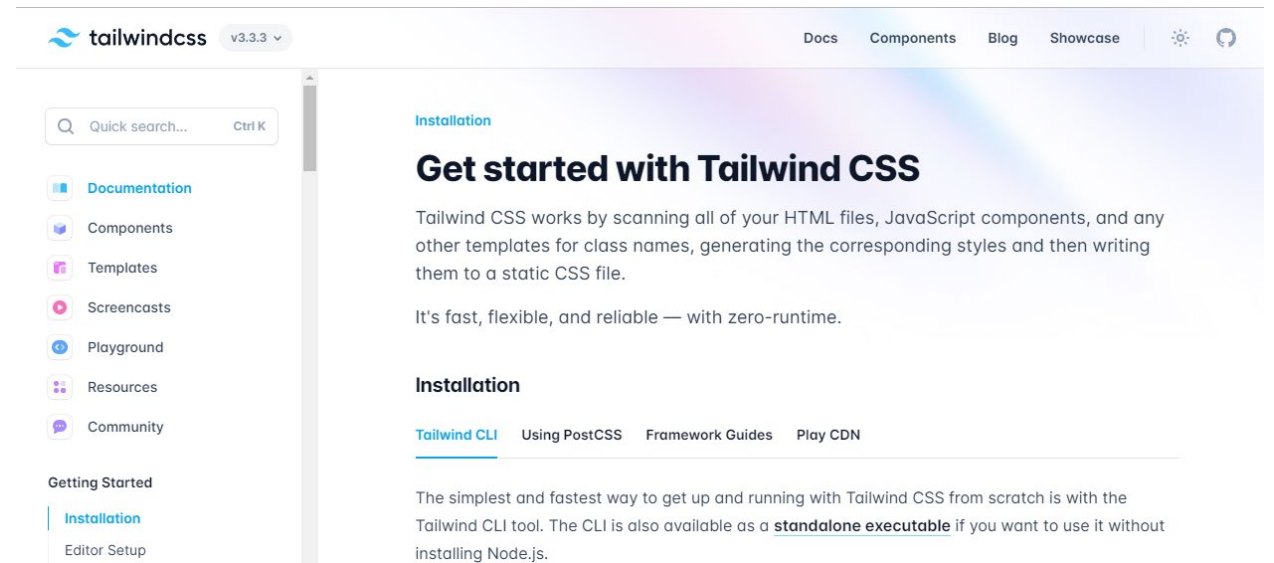 tailwindcss v3.3.3
Docs Components Blog Showcase
Quick search... Ctrl K
Documentation
Components
Templates
Screencasts
Playground
Resources
Community
Getting Started
Installation
Editor Setup
Installation
Get started with Tailwind CSS
Tailwind CSS works by scanning all of your HTML files, JavaScript components, and any
other templates for class names, generating the corresponding styles and then writing
them to a static CSS file.
It's fast, flexible, and reliable — with zero-runtime.
Installation
Tailwind CLI Using PostCSS Framework Guides Play CDN
The simplest and fastest way to get up and running with Tailwind CSS from scratch is with the
Tailwind CLI tool. The CLI is also available as a standalone executable if you want to use it without
installing Node.js.